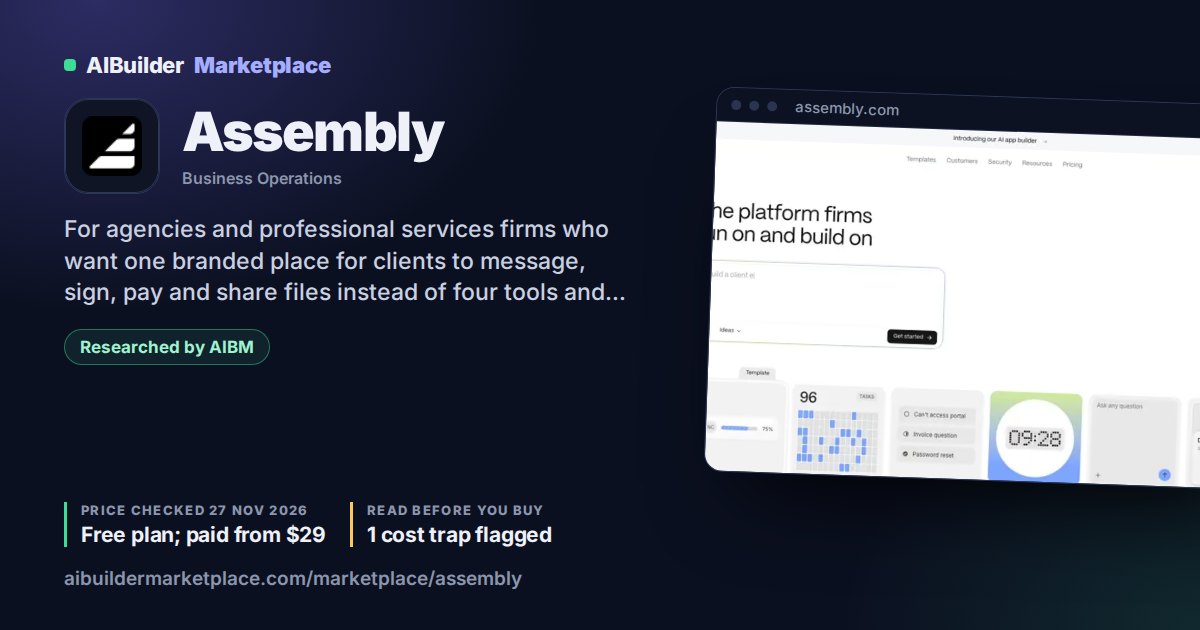 AIBuilder Marketplace
Assembly
Business Operations
For agencies and professional services firms who
want one branded place for clients to message,
sign, pay and share files instead of four tools and...
Researched by AIBM
PRICE CHECKED 27 NOV 2026
Free plan; paid from $29
READ BEFORE YOU BUY
1 cost trap flagged
aibuildermarketplace.com/marketplace/assembly
assembly.com
Introducing our AI app builder →
Templates Customers Security Resources Pricing
he platform firms
n on and build on
uild a client
Ideas
Get started →
Template
75%
96
TASKS
Can't access portal
Invoice question
Password reset
09:28
Ask any question